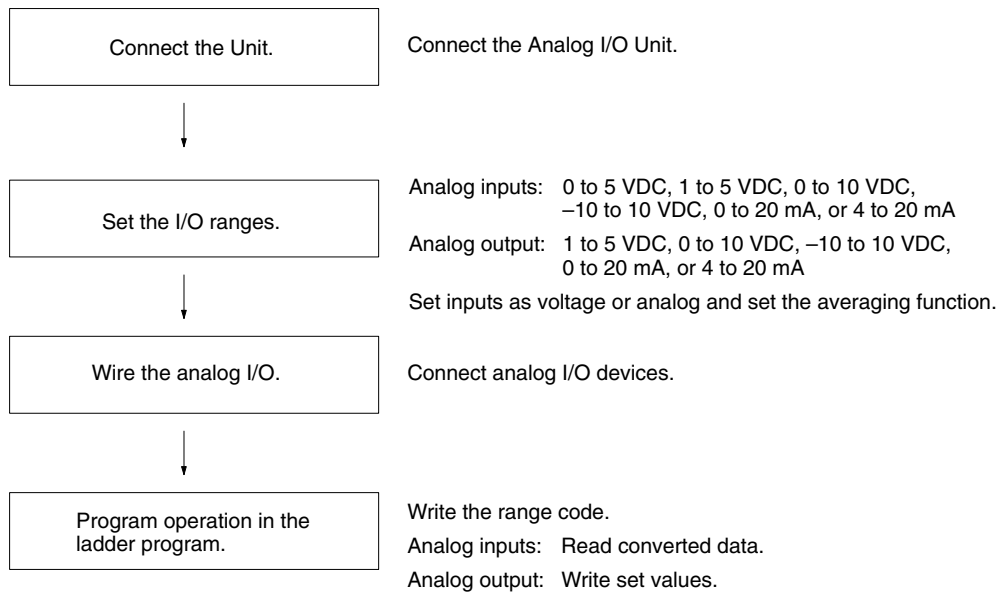 Connect the Unit.
Connect the Analog I/O Unit.
Set the I/O ranges.
Analog inputs: 0 to 5 VDC, 1 to 5 VDC, 0 to 10 VDC,
–10 to 10 VDC, 0 to 20 mA, or 4 to 20 mA
Analog output: 1 to 5 VDC, 0 to 10 VDC, –10 to 10 VDC,
0 to 20 mA, or 4 to 20 mA
Set inputs as voltage or analog and set the averaging function.
Wire the analog I/O.
Connect analog I/O devices.
Program operation in the
ladder program.
Write the range code.
Analog inputs: Read converted data.
Analog output: Write set values.